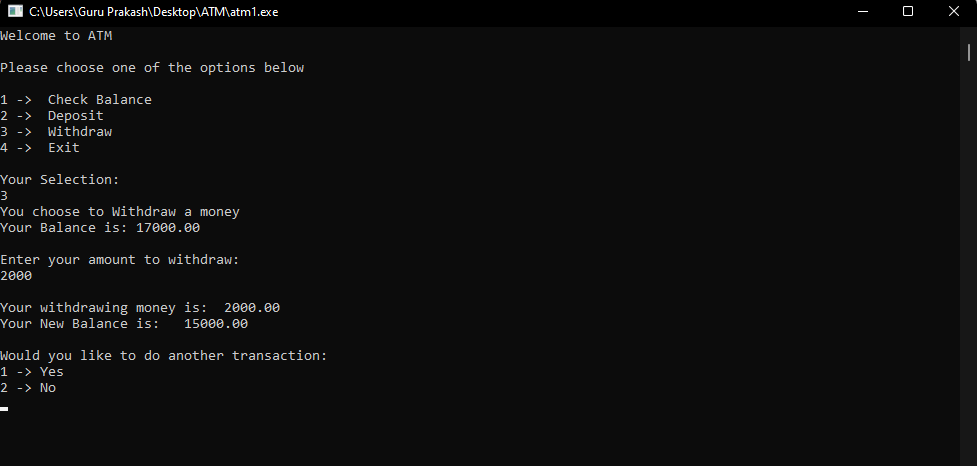 C:\Users\Guru Prakash\Desktop\ATM\atm1.exe
Welcome to ATM
Please choose one of the options below
1 ->  Check Balance
2 ->  Deposit
3 ->  Withdraw
4 ->  Exit
Your Selection:
3
You choose to Withdraw a money
Your Balance is: 17000.00
Enter your amount to withdraw:
2000
Your withdrawing money is:  2000.00
Your New Balance is:   15000.00
Would you like to do another transaction:
1 -> Yes
2 -> No